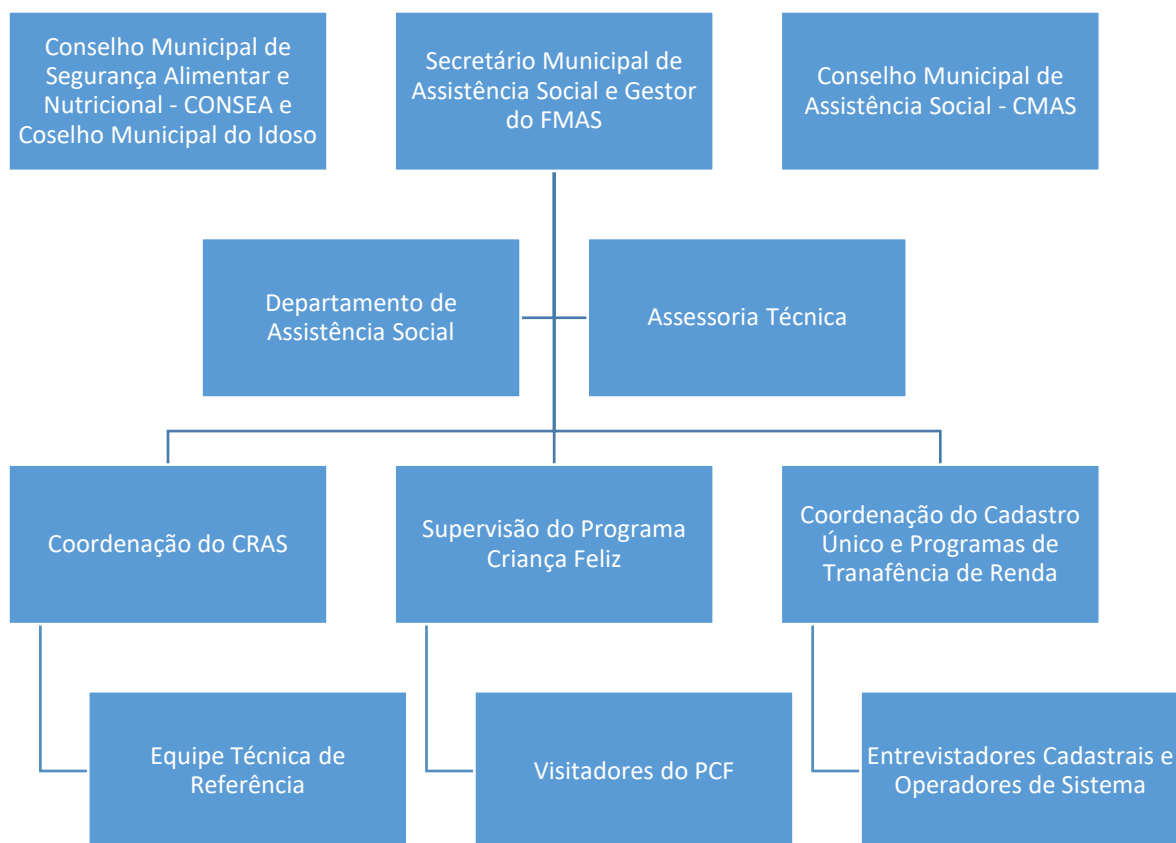 Conselho Municipal de
Segurança Alimentar e
Nutricional - CONSEA e
Coselho Municipal do Idoso
Secretário Municipal de
Assistência Social e Gestor
do FMAS
Conselho Municipal de
Assistência Social - CMAS
Departamento de
Assistência Social
Assessoria Técnica
Coordenação do CRAS
Supervisão do Programa
Criança Feliz
Coordenação do Cadastro
Único e Programas de
Tranafência de Renda
Equipe Técnica de
Referência
Visitadores do PCF
Entrevistadores Cadastrais e
Operadores de Sistema